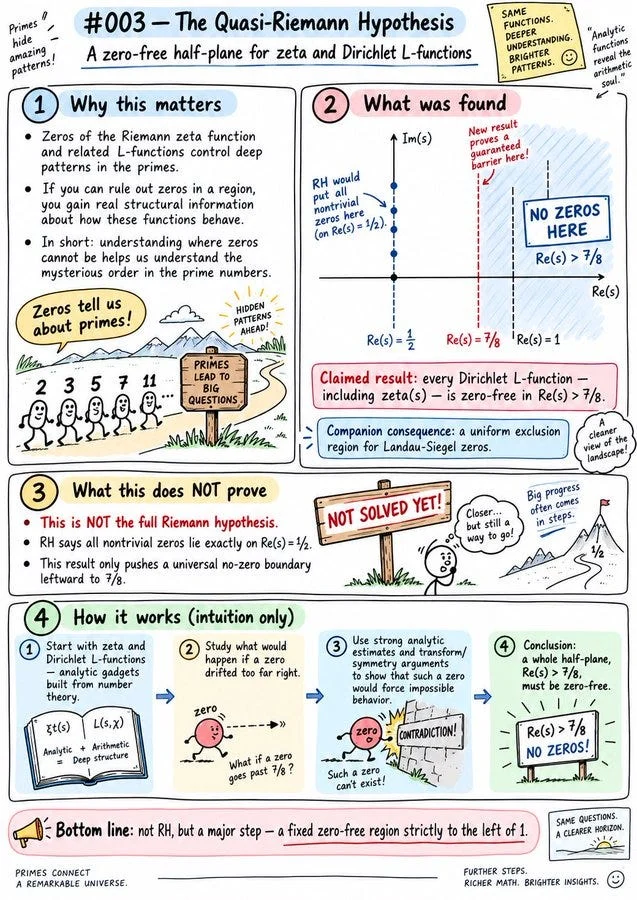 Primes
hide
amazing
patterns!
#003 — The Quasi-Riemann Hypothesis
A zero-free half-plane for zeta and Dirichlet L-functions
SAME
FUNCTIONS.
DEEPER
UNDERSTANDING.
BRIGHTER
PATTERNS.
"Analytic
functions
reveal the
arithmetic
soul."
1 Why this matters
• Zeros of the Riemann zeta function
and related L-functions control deep
patterns in the primes.
• If you can rule out zeros in a region,
you gain real structural information
about how these functions behave.
• In short: understanding where zeros
cannot be helps us understand the
mysterious order in the prime numbers.
Zeros tell us
about primes!
HIDDEN
PATTERNS
AHEAD!
2 3 5 7 11 ...
PRIMES
LEAD TO
BIG
QUESTIONS
2 What was found
Im(s)
New result
proves a
guaranteed
barrier here!
RH would
put all
nontrivial
zeros here
(on Re(s) = 1/2).
NO ZEROS
HERE
Re(s) > 7/8
Re(s)
Re(s) = 1/2
Re(s) = 7/8
Re(s) = 1
Claimed result: every Dirichlet L-function —
including zeta(s) — is zero-free in Re(s) > 7/8.
Companion consequence: a uniform exclusion
region for Landau-Siegel zeros.
A
cleaner
view of the
landscape!
3 What this does NOT prove
• This is NOT the full Riemann hypothesis.
• RH says all nontrivial zeros lie exactly on Re(s) = 1/2.
• This result only pushes a universal no-zero boundary
leftward to 7/8.
NOT SOLVED YET!
Closer...
but still a
way to go!
Big progress
often comes
in steps.
1/2
4 How it works (intuition only)
1 Start with zeta and
Dirichlet L-functions
— analytic gadgets
built from number
theory.
ξt(s) L(s,χ)
Analytic + Arithmetic
= Deep structure
2 Study what would
happen if a zero
drifted too far right.
zero
What if a zero
goes past 7/8?
3 Use strong analytic
estimates and transform/
symmetry arguments
to show that such a zero
would force impossible
behavior.
zero
CONTRADICTION!
Such a zero
can't exist!
4 Conclusion:
a whole half-plane,
Re(s) > 7/8,
must be zero-free.
Re(s) > 7/8
NO ZEROS!
Bottom line: not RH, but a major step — a fixed zero-free region strictly to the left of 1.
SAME QUESTIONS.
A CLEARER HORIZON.
PRIMES CONNECT
A REMARKABLE UNIVERSE.
FURTHER STEPS.
RICHER MATH. BRIGHTER INSIGHTS.